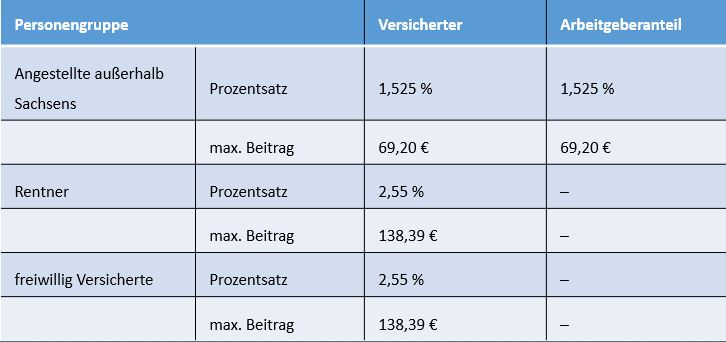 Personengruppe Versicherter Arbeitgeberanteil
Angestellte außerhalb
Sachsens Prozentsatz 1,525 % 1,525 %
max. Beitrag 69,20 € 69,20 €
Rentner Prozentsatz 2,55 % –
max. Beitrag 138,39 € –
freiwillig Versicherte Prozentsatz 2,55 % –
max. Beitrag 138,39 € –